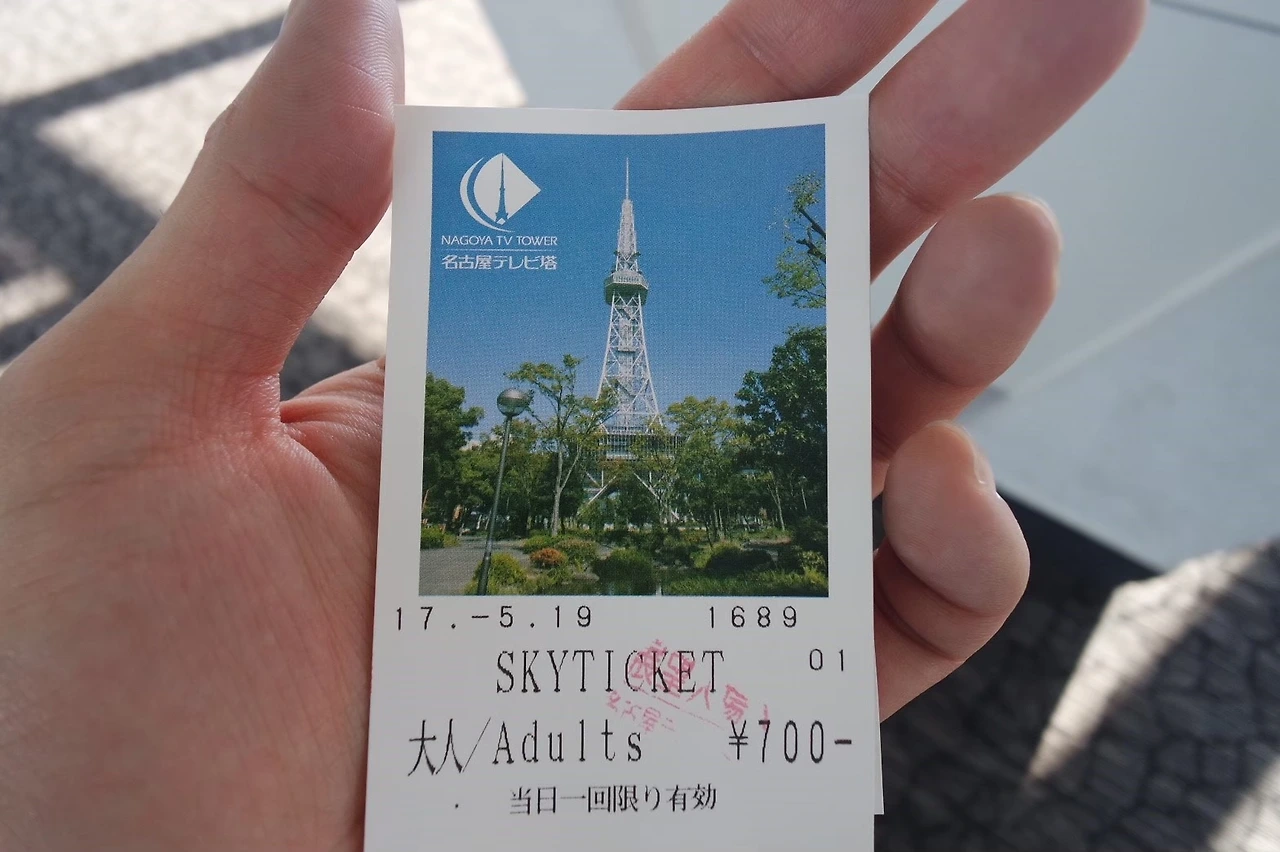 NAGOYA TV TOWER
名古屋テレビ塔
17.-5.19 1689
SKYTICKET 01
大人/Adults ¥700-
当日一回限り有効